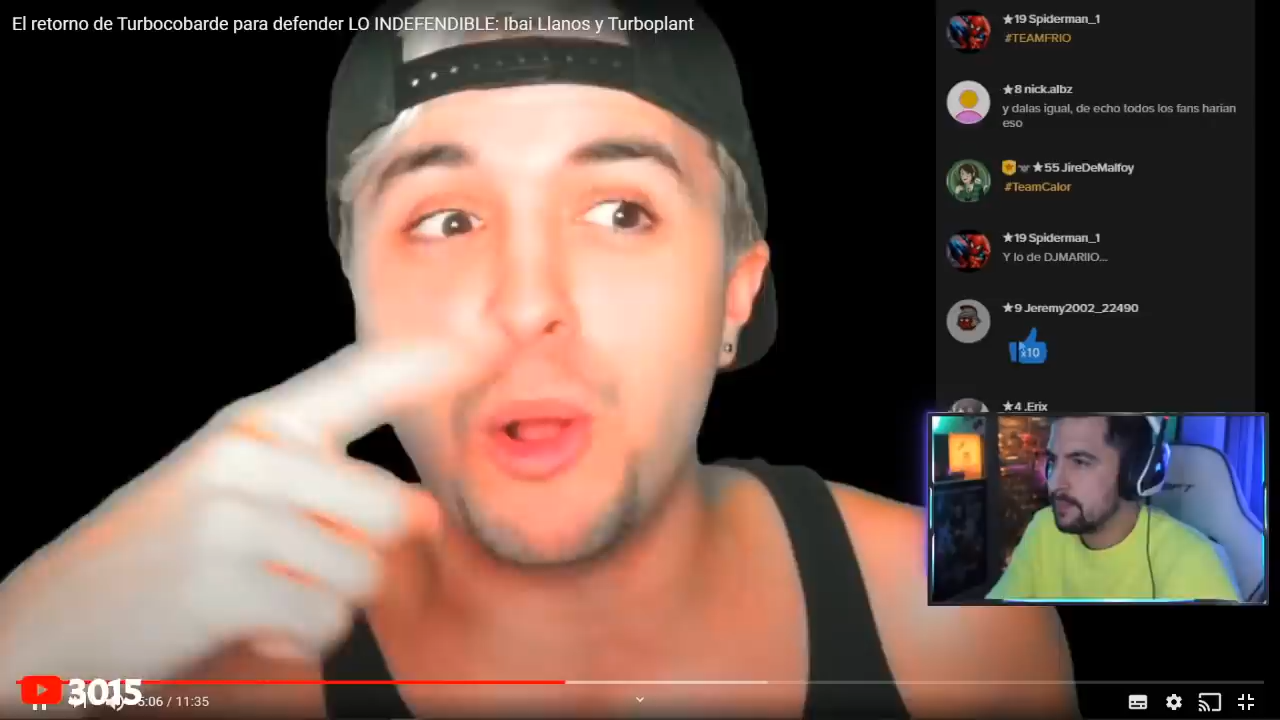 El retorno de Turbocobarde para defender LO INDEFENDIBLE: Ibai Llanos y Turboplant
★19 Spiderman_1
#TEAMFRIO
★8 nick.albz
y dalas igual, de echo todos los fans harian
eso
★55 JireDeMalfoy
#TeamCalor
★19 Spiderman_1
Y lo de DJMARIIO...
★9 Jeremy2002_22490
x10
★4 .Erix
3015
5:06 / 11:35